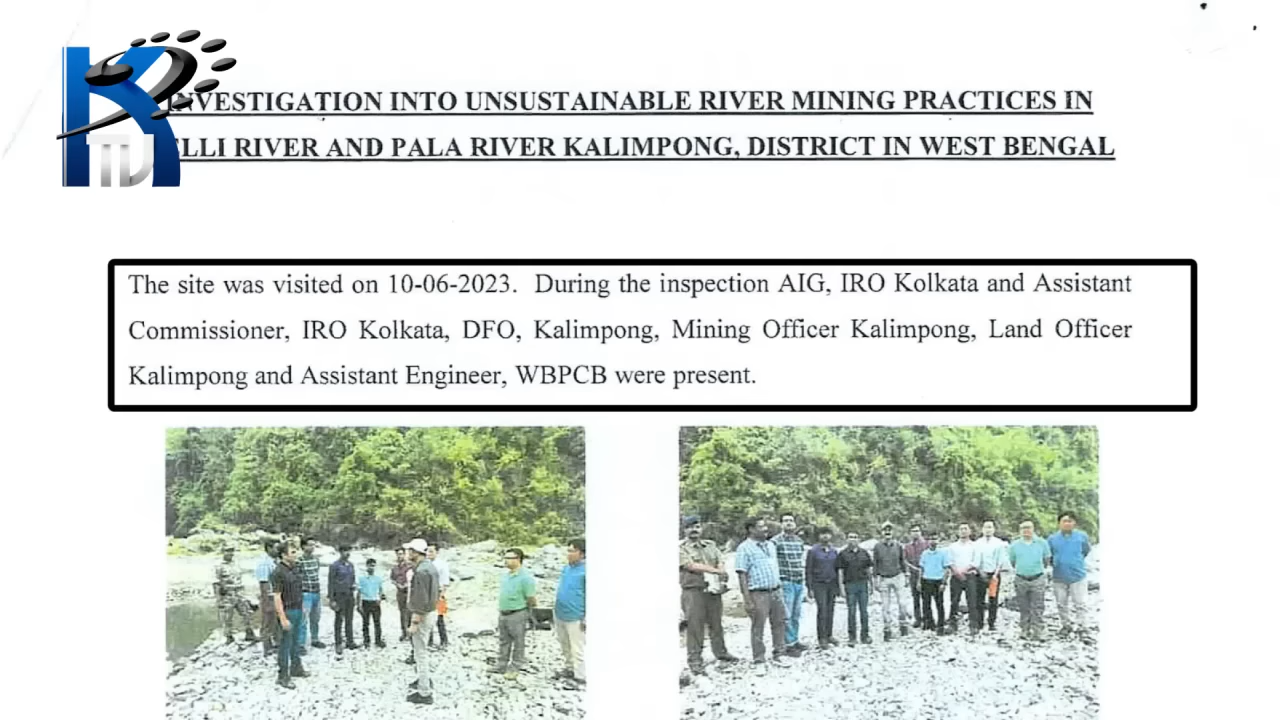 INVESTIGATION INTO UNSUSTAINABLE RIVER MINING PRACTICES IN
ELLI RIVER AND PALA RIVER KALIMPONG, DISTRICT IN WEST BENGAL
The site was visited on 10-06-2023. During the inspection AIG, IRO Kolkata and Assistant
Commissioner, IRO Kolkata, DFO, Kalimpong, Mining Officer Kalimpong, Land Officer
Kalimpong and Assistant Engineer, WBPCB were present.